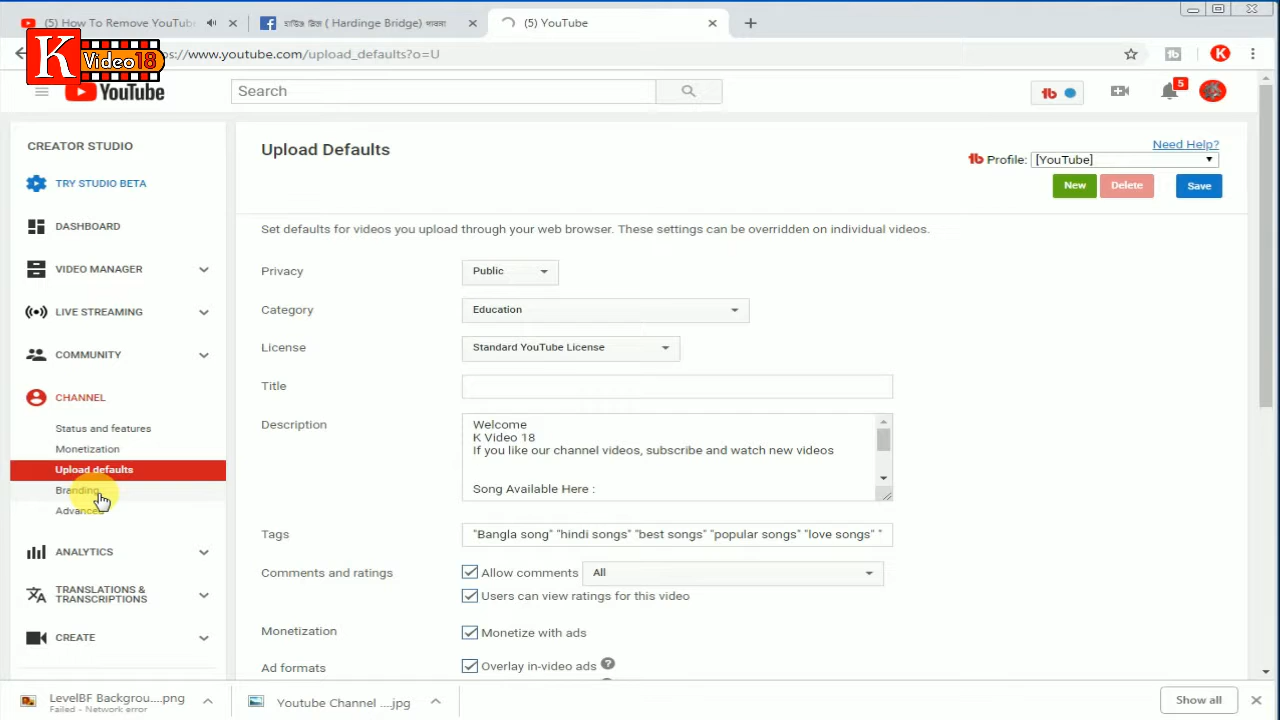 (5) How To Remove YouTub
মাউন্ড ব্রিজ ( Hardinge Bridge) পারমা
(5) YouTube
K Video18
s://www.youtube.com/upload_defaults?o=U
K
YouTube
Search
tb
5
CREATOR STUDIO
TRY STUDIO BETA
DASHBOARD
VIDEO MANAGER
LIVE STREAMING
COMMUNITY
CHANNEL
Status and features
Monetization
Upload defaults
Branding
Advanced
ANALYTICS
TRANSLATIONS &
TRANSCRIPTIONS
CREATE
Upload Defaults
Need Help?
tb Profile: [YouTube]
New Delete Save
Set defaults for videos you upload through your web browser. These settings can be overridden on individual videos.
Privacy Public
Category Education
License Standard YouTube License
Title
Description Welcome
K Video 18
If you like our channel videos, subscribe and watch new videos
Song Available Here :
Tags "Bangla song" "hindi songs" "best songs" "popular songs" "love songs" "
Comments and ratings Allow comments All
Users can view ratings for this video
Monetization Monetize with ads
Ad formats Overlay in-video ads ?
LevelBF Backgrou....png
Failed - Network error
Youtube Channel ....jpg
Show all